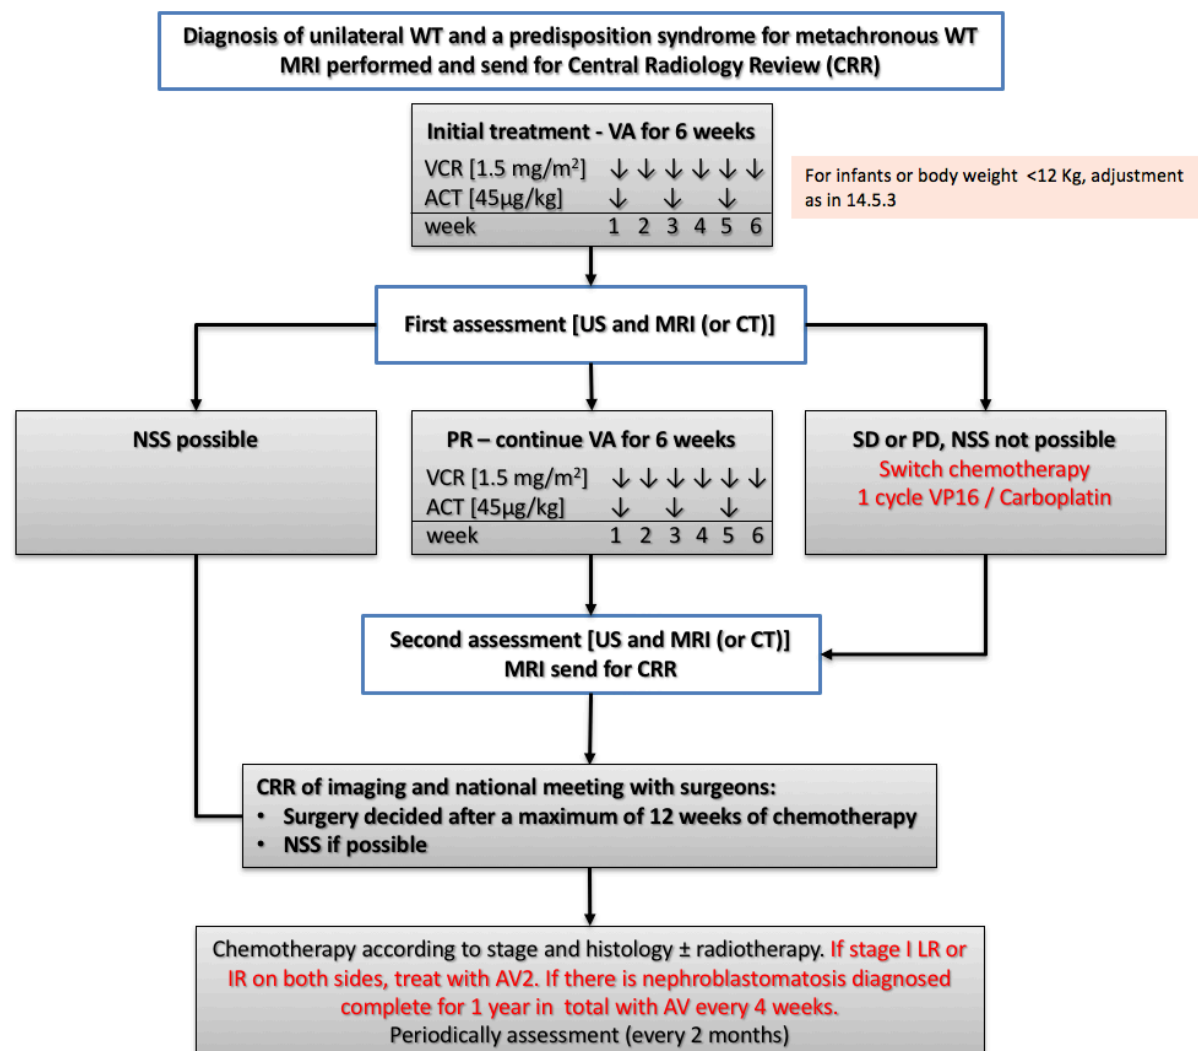 Diagnosis of unilateral WT and a predisposition syndrome for metachronous WT
MRI performed and send for Central Radiology Review (CRR)
Initial treatment - VA for 6 weeks
VCR [1.5 mg/m²] ↓ ↓ ↓ ↓ ↓ ↓
ACT [45µg/kg] ↓ ↓ ↓
week 1 2 3 4 5 6
For infants or body weight <12 Kg, adjustment
as in 14.5.3
First assessment [US and MRI (or CT)]
NSS possible
PR – continue VA for 6 weeks
VCR [1.5 mg/m²] ↓ ↓ ↓ ↓ ↓ ↓
ACT [45µg/kg] ↓ ↓ ↓
week 1 2 3 4 5 6
SD or PD, NSS not possible
Switch chemotherapy
1 cycle VP16 / Carboplatin
Second assessment [US and MRI (or CT)]
MRI send for CRR
CRR of imaging and national meeting with surgeons:
• Surgery decided after a maximum of 12 weeks of chemotherapy
• NSS if possible
Chemotherapy according to stage and histology ± radiotherapy. If stage I LR or
IR on both sides, treat with AV2. If there is nephroblastomatosis diagnosed
complete for 1 year in total with AV every 4 weeks.
Periodically assessment (every 2 months)